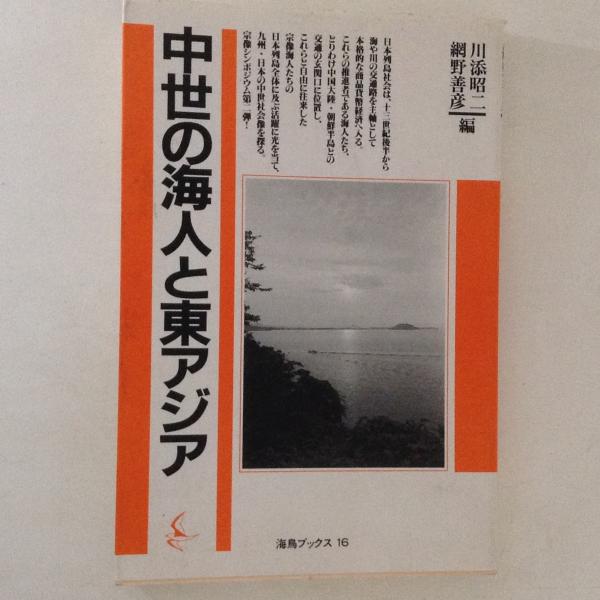 川添昭二
網野善彦 編
日本列島社会は、十三世紀後半から
海や川の交通路を主軸として
本格的な商品貨幣経済へ入る。
これらの推進者である海人たち、
とりわけ中国大陸・朝鮮半島との
交通の玄関口に位置し、
これらと自由に往来した
宗像海人たちの
日本列島全体に及ぶ活躍に光を当て、
九州・日本の中世社会像を探る。
宗像シンポジウム第二弾！
中世の海人と東アジア
海鳥ブックス 16